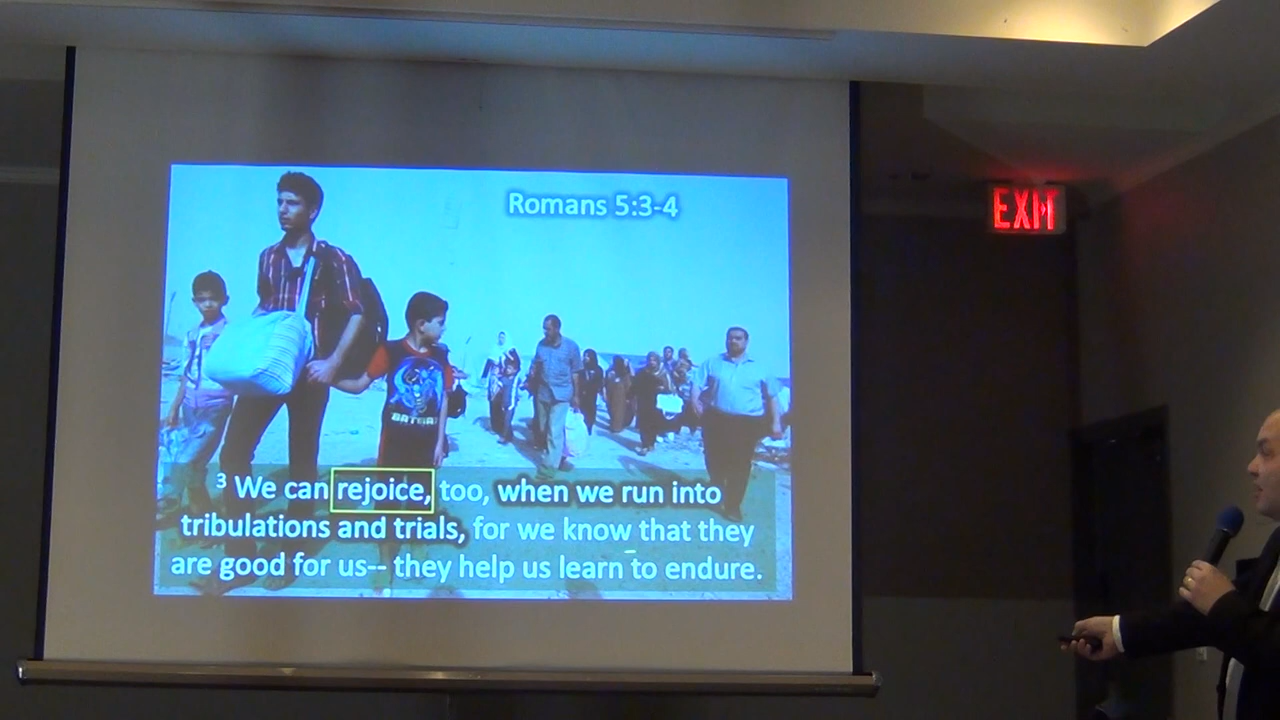 Romans 5:3-4
EXIT
3 We can rejoice, too, when we run into
tribulations and trials, for we know that they
are good for us-- they help us learn to endure.